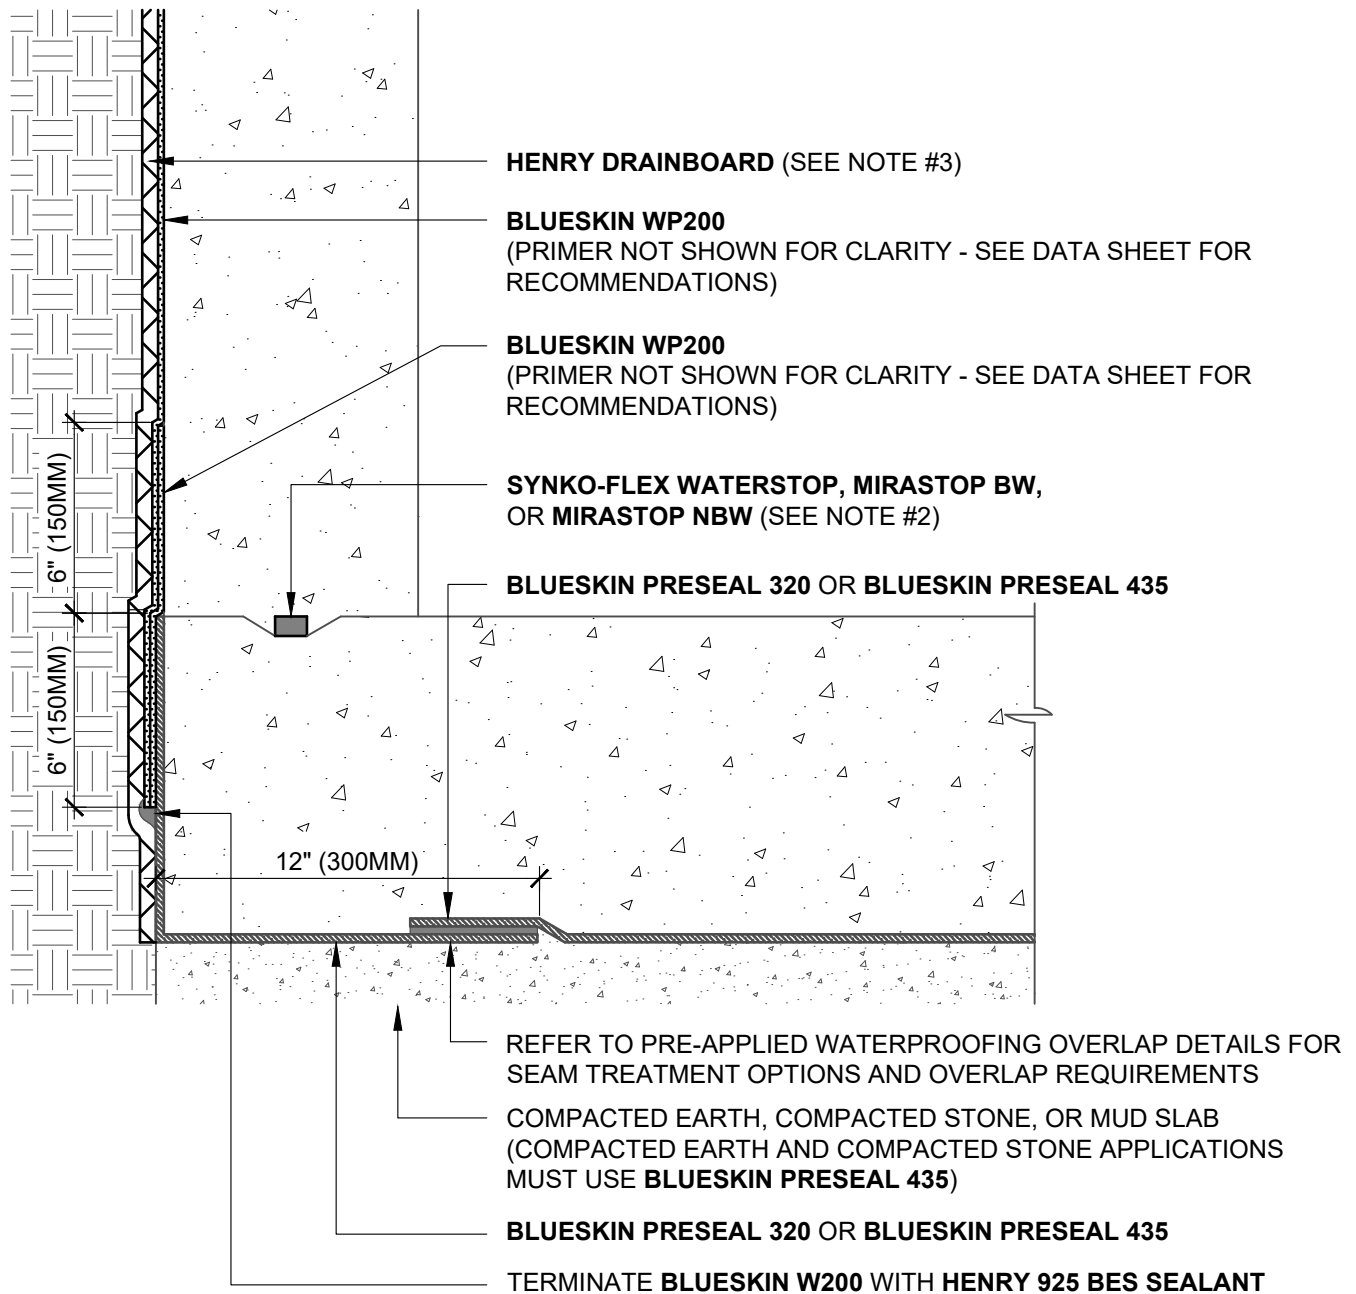 HENRY DRAINBOARD (SEE NOTE #3)
BLUESKIN WP200
(PRIMER NOT SHOWN FOR CLARITY - SEE DATA SHEET FOR
RECOMMENDATIONS)
BLUESKIN WP200
(PRIMER NOT SHOWN FOR CLARITY - SEE DATA SHEET FOR
RECOMMENDATIONS)
6" (150MM)
SYNKO-FLEX WATERSTOP, MIRASTOP BW,
OR MIRASTOP NBW (SEE NOTE #2)
BLUESKIN PRESEAL 320 OR BLUESKIN PRESEAL 435
6" (150MM)
12" (300MM)
REFER TO PRE-APPLIED WATERPROOFING OVERLAP DETAILS FOR
SEAM TREATMENT OPTIONS AND OVERLAP REQUIREMENTS
COMPACTED EARTH, COMPACTED STONE, OR MUD SLAB
(COMPACTED EARTH AND COMPACTED STONE APPLICATIONS
MUST USE BLUESKIN PRESEAL 435)
BLUESKIN PRESEAL 320 OR BLUESKIN PRESEAL 435
TERMINATE BLUESKIN W200 WITH HENRY 925 BES SEALANT